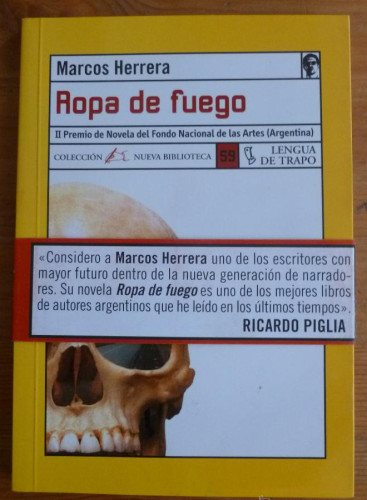 Marcos Herrera
Ropa de fuego
II Premio de Novela del Fondo Nacional de las Artes (Argentina)
COLECCIÓN NUEVA BIBLIOTECA 59 LENGUA
DE TRAPO
«Considero a Marcos Herrera uno de los escritores con
mayor futuro dentro de la nueva generación de narrado-
res. Su novela Ropa de fuego es uno de los mejores libros
de autores argentinos que he leído en los últimos tiempos».
RICARDO PIGLIA